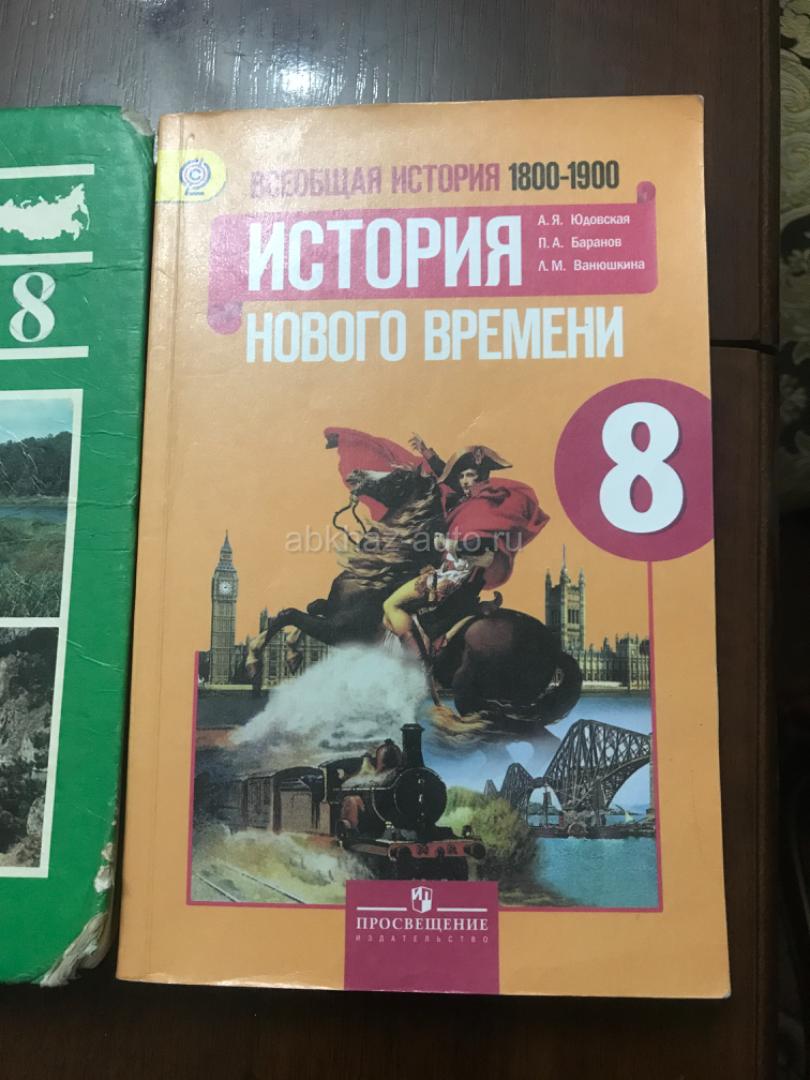 8
ВСЕОБЩАЯ ИСТОРИЯ 1800-1900
ИСТОРИЯ
А. Я. Юдовская
П. А. Баранов
Л. М. Ванюшкина
НОВОГО ВРЕМЕНИ
8
abkhaz-auto.ru
ПРОСВЕЩЕНИЕ
ИЗДАТЕЛЬСТВО